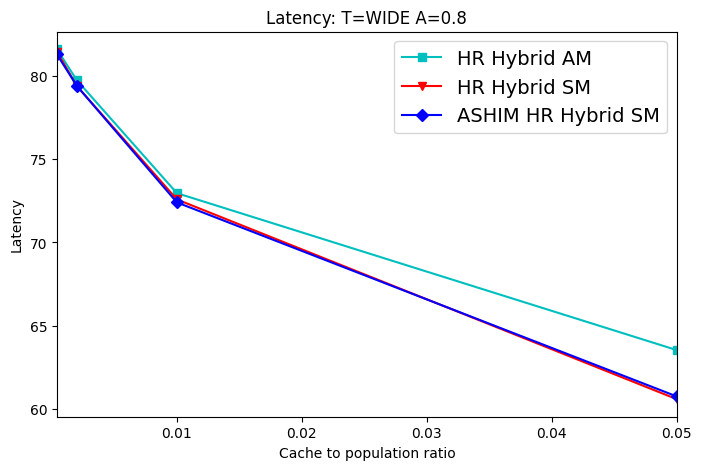 Latency: T=WIDE A=0.8
HR Hybrid AM
HR Hybrid SM
ASHIM HR Hybrid SM
Latency
80
75
70
65
60
0.01 0.02 0.03 0.04 0.05
Cache to population ratio